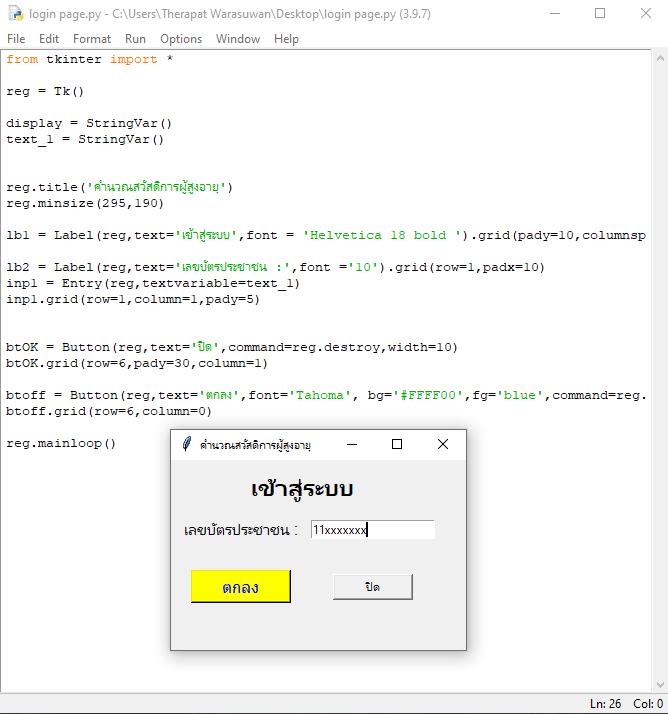 login page.py - C:\Users\Therapat Warasuwan\Desktop\login page.py (3.9.7)
File Edit Format Run Options Window Help
from tkinter import *
reg = Tk()
display = StringVar()
text_1 = StringVar()
reg.title('คำนวณสวัสดิการผู้สูงอายุ')
reg.minsize(295,190)
lb1 = Label(reg,text='เข้าสู่ระบบ',font = 'Helvetica 18 bold ').grid(pady=10,columnsp
lb2 = Label(reg,text='เลขบัตรประชาชน :',font ='10').grid(row=1,padx=10)
inp1 = Entry(reg,textvariable=text_1)
inp1.grid(row=1,column=1,pady=5)
btOK = Button(reg,text='ปิด',command=reg.destroy,width=10)
btOK.grid(row=6,pady=30,column=1)
btoff = Button(reg,text='ตกลง',font='Tahoma', bg='#FFFF00',fg='blue',command=reg.
btoff.grid(row=6,column=0)
reg.mainloop()
คำนวณสวัสดิการผู้สูงอายุ
เข้าสู่ระบบ
เลขบัตรประชาชน : 11xxxxxxx
ตกลง ปิด
Ln: 26 Col: 0